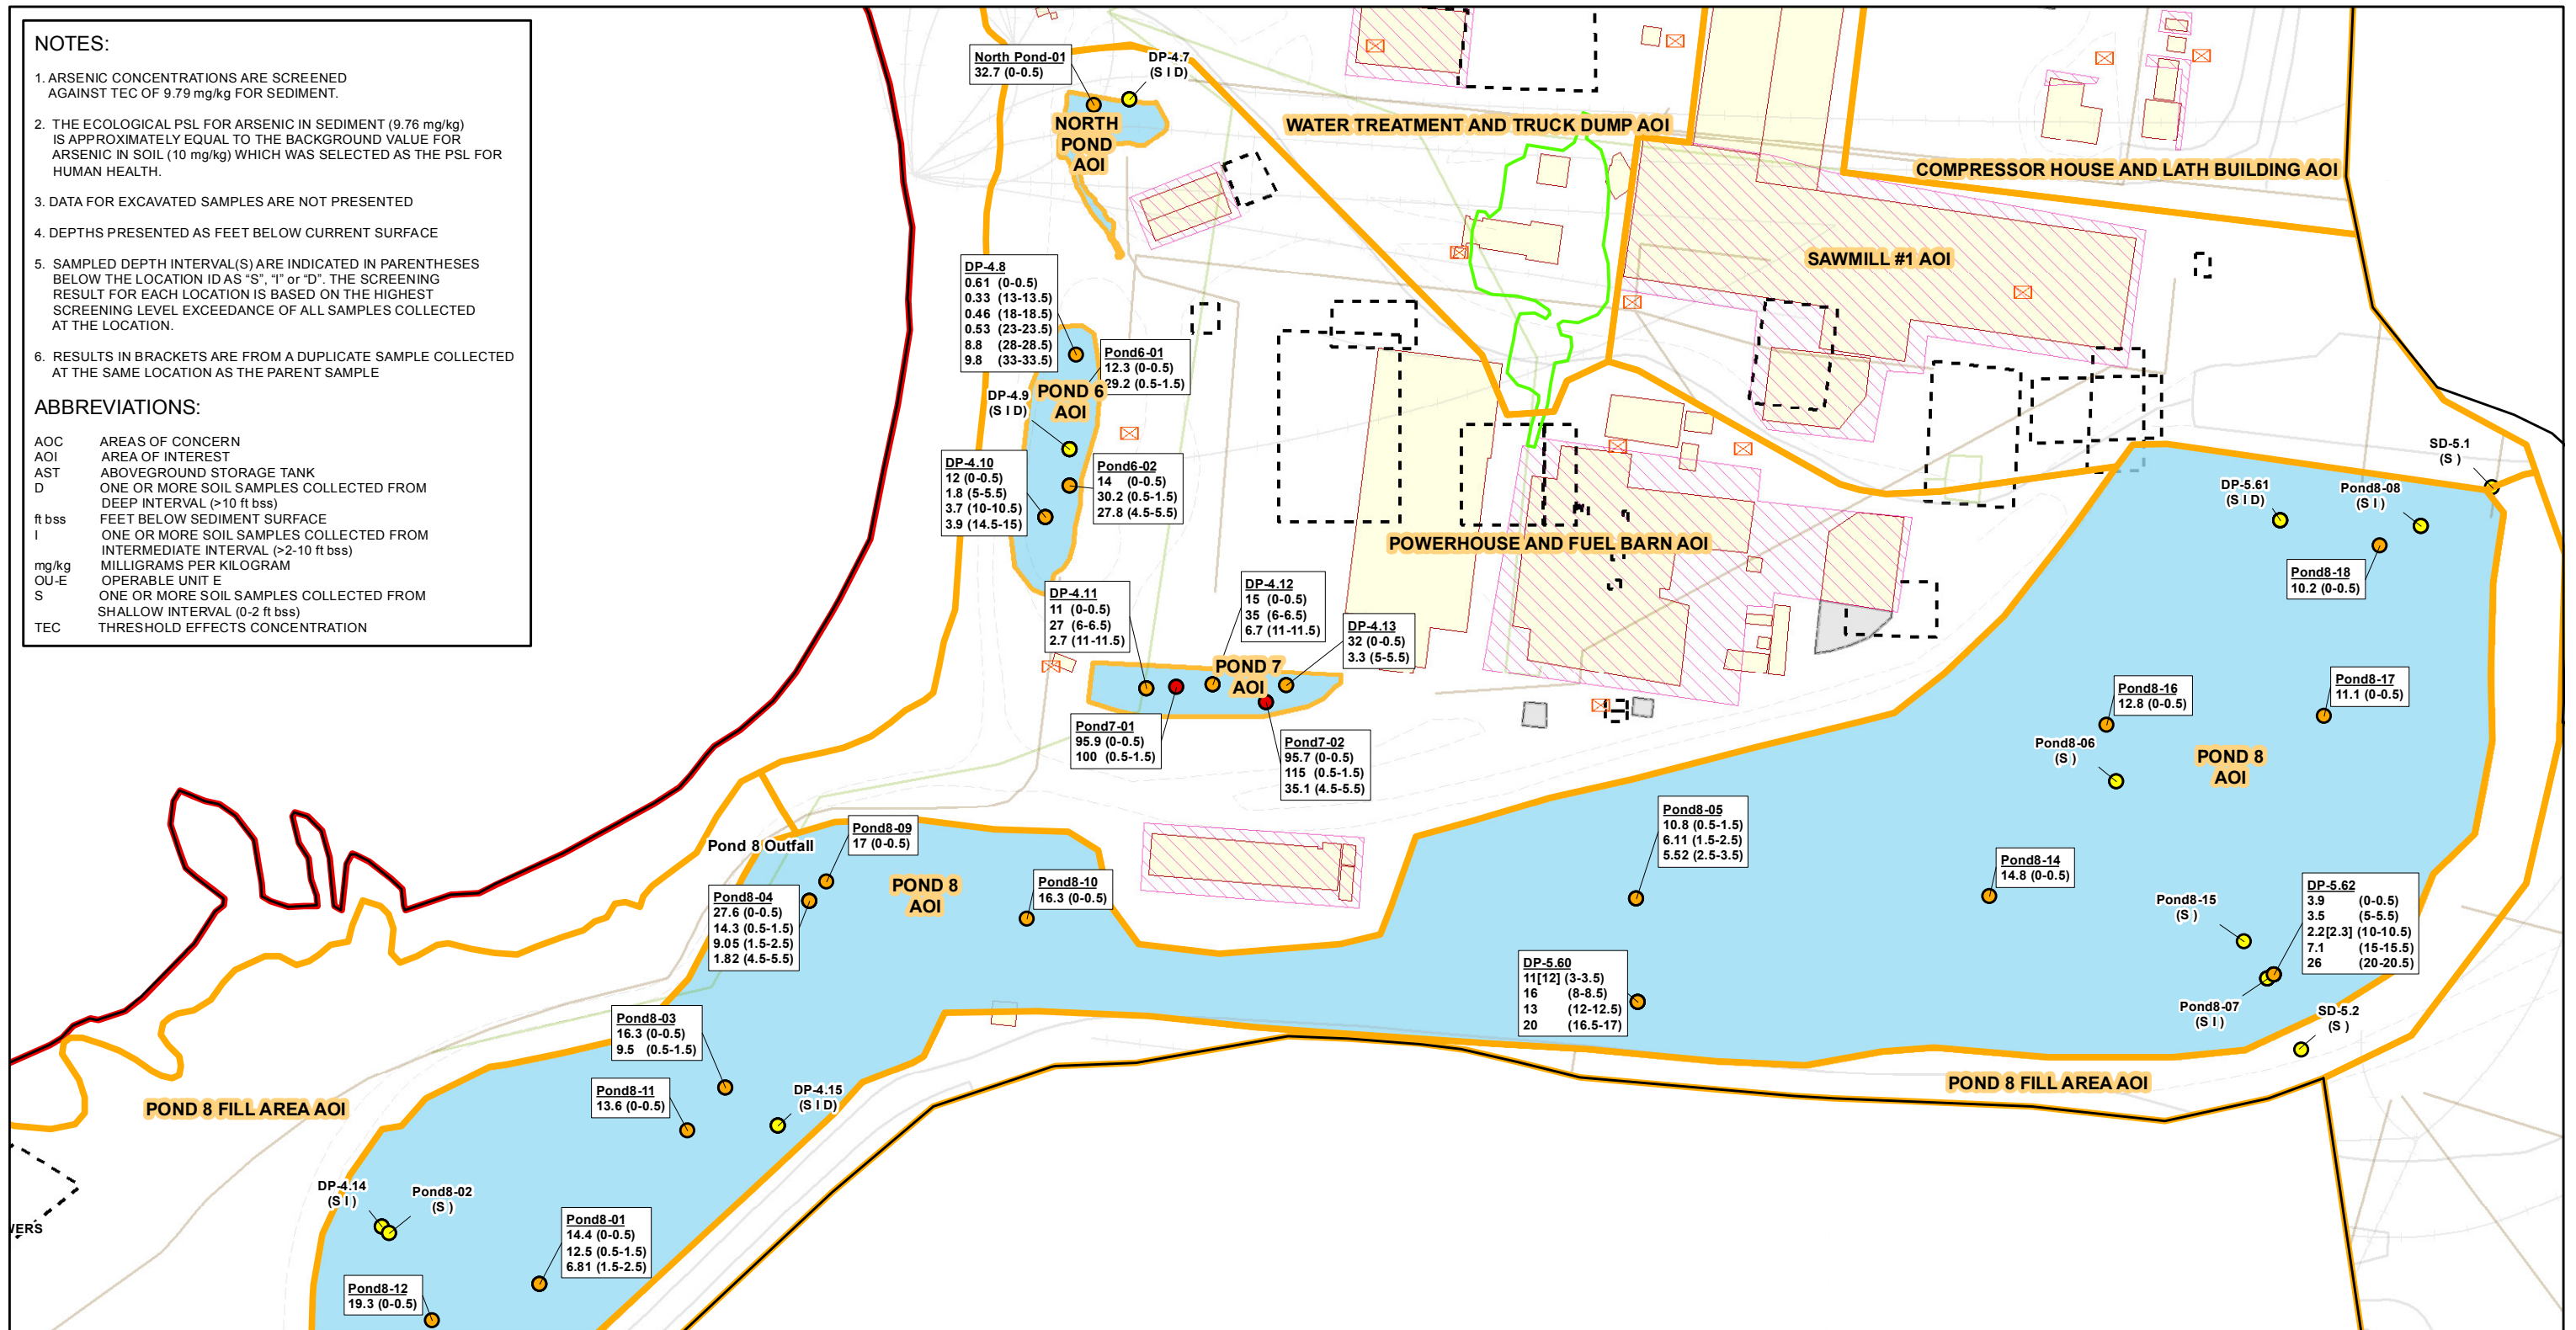 NOTES:
1. ARSENIC CONCENTRATIONS ARE SCREENED
AGAINST TEC OF 9.79 mg/kg FOR SEDIMENT.
2. THE ECOLOGICAL PSL FOR ARSENIC IN SEDIMENT (9.76 mg/kg)
IS APPROXIMATELY EQUAL TO THE BACKGROUND VALUE FOR
ARSENIC IN SOIL (10 mg/kg) WHICH WAS SELECTED AS THE PSL FOR
HUMAN HEALTH.
3. DATA FOR EXCAVATED SAMPLES ARE NOT PRESENTED
4. DEPTHS PRESENTED AS FEET BELOW CURRENT SURFACE
5. SAMPLED DEPTH INTERVAL(S) ARE INDICATED IN PARENTHESES
BELOW THE LOCATION ID AS “S”, “I” or “D”. THE SCREENING
RESULT FOR EACH LOCATION IS BASED ON THE HIGHEST
SCREENING LEVEL EXCEEDANCE OF ALL SAMPLES COLLECTED
AT THE LOCATION.
6. RESULTS IN BRACKETS ARE FROM A DUPLICATE SAMPLE COLLECTED
AT THE SAME LOCATION AS THE PARENT SAMPLE
ABBREVIATIONS:
AOC AREAS OF CONCERN
AOI AREA OF INTEREST
AST ABOVEGROUND STORAGE TANK
D ONE OR MORE SOIL SAMPLES COLLECTED FROM
DEEP INTERVAL (>10 ft bss)
ft bss FEET BELOW SEDIMENT SURFACE
I ONE OR MORE SOIL SAMPLES COLLECTED FROM
INTERMEDIATE INTERVAL (>2-10 ft bss)
mg/kg MILLIGRAMS PER KILOGRAM
OU-E OPERABLE UNIT E
S ONE OR MORE SOIL SAMPLES COLLECTED FROM
SHALLOW INTERVAL (0-2 ft bss)
TEC THRESHOLD EFFECTS CONCENTRATION
North Pond-01
32.7 (0-0.5)
DP-4.7
(S I D)
NORTH
POND
AOI
WATER TREATMENT AND TRUCK DUMP AOI
COMPRESSOR HOUSE AND LATH BUILDING AOI
SAWMILL #1 AOI
DP-4.8
0.61 (0-0.5)
0.33 (13-13.5)
0.46 (18-18.5)
0.53 (23-23.5)
8.8 (28-28.5)
9.8 (33-33.5)
Pond6-01
12.3 (0-0.5)
29.2 (0.5-1.5)
POND 6
AOI
DP-4.9
(S I D)
DP-4.10
12 (0-0.5)
1.8 (5-5.5)
3.7 (10-10.5)
3.9 (14.5-15)
Pond6-02
14 (0-0.5)
30.2 (0.5-1.5)
27.8 (4.5-5.5)
POWERHOUSE AND FUEL BARN AOI
SD-5.1
(S )
DP-5.61
(S I D)
Pond8-08
(S I )
Pond8-18
10.2 (0-0.5)
DP-4.11
11 (0-0.5)
27 (6-6.5)
2.7 (11-11.5)
DP-4.12
15 (0-0.5)
35 (6-6.5)
6.7 (11-11.5)
DP-4.13
32 (0-0.5)
3.3 (5-5.5)
POND 7
AOI
Pond7-01
95.9 (0-0.5)
100 (0.5-1.5)
Pond7-02
95.7 (0-0.5)
115 (0.5-1.5)
35.1 (4.5-5.5)
Pond8-16
12.8 (0-0.5)
Pond8-17
11.1 (0-0.5)
Pond8-06
(S )
POND 8
AOI
Pond 8 Outfall
Pond8-09
17 (0-0.5)
Pond8-04
27.6 (0-0.5)
14.3 (0.5-1.5)
9.05 (1.5-2.5)
1.82 (4.5-5.5)
POND 8
AOI
Pond8-10
16.3 (0-0.5)
Pond8-05
10.8 (0.5-1.5)
6.11 (1.5-2.5)
5.52 (2.5-3.5)
Pond8-14
14.8 (0-0.5)
Pond8-15
(S )
DP-5.62
3.9 (0-0.5)
3.5 (5-5.5)
2.2[2.3] (10-10.5)
7.1 (15-15.5)
26 (20-20.5)
DP-5.60
11[12] (3-3.5)
16 (8-8.5)
13 (12-12.5)
20 (16.5-17)
Pond8-07
(S I )
SD-5.2
(S )
Pond8-03
16.3 (0-0.5)
9.5 (0.5-1.5)
Pond8-11
13.6 (0-0.5)
DP-4.15
(S I D)
POND 8 FILL AREA AOI
POND 8 FILL AREA AOI
DP-4.14
(S I )
Pond8-02
(S )
Pond8-01
14.4 (0-0.5)
12.5 (0.5-1.5)
6.81 (1.5-2.5)
Pond8-12
19.3 (0-0.5)